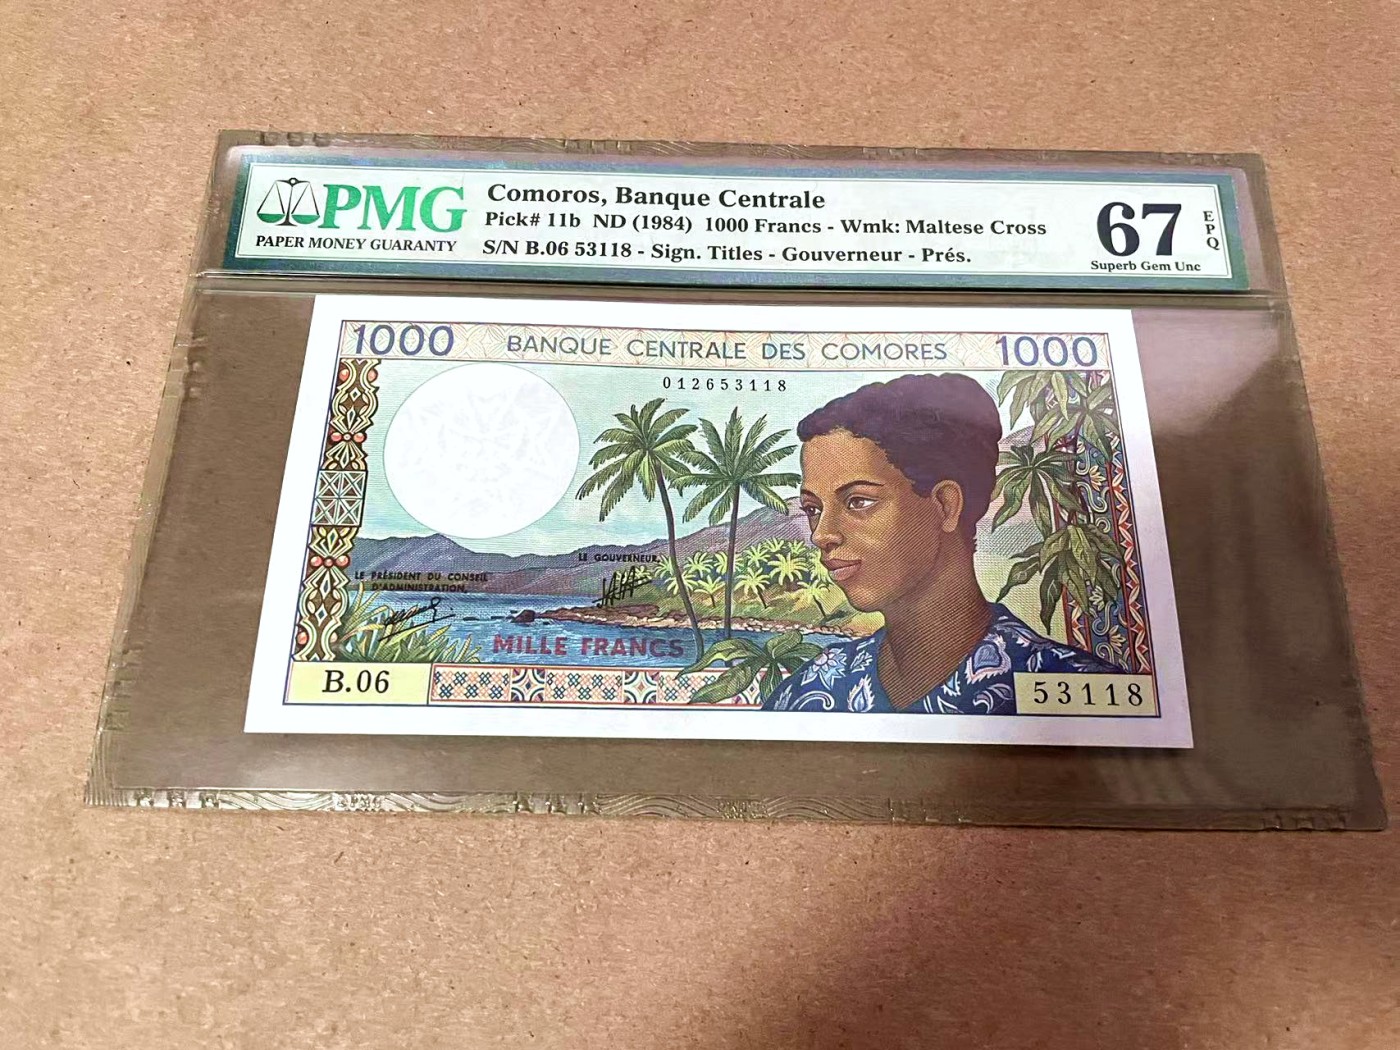 PMG
PAPER MONEY GUARANTY
Comoros, Banque Centrale
Pick# 11b ND (1984) 1000 Francs - Wmk: Maltese Cross
S/N B.06 53118 - Sign. Titles - Gouverneur - Prés.
67
EPQ
Superb Gem Unc
1000 BANQUE CENTRALE DES COMORES 1000
012653118
LE GOUVERNEUR,
LE PRÉSIDENT DU CONSEIL
D'ADMINISTRATION,
MILLE FRANCS
B.06
53118